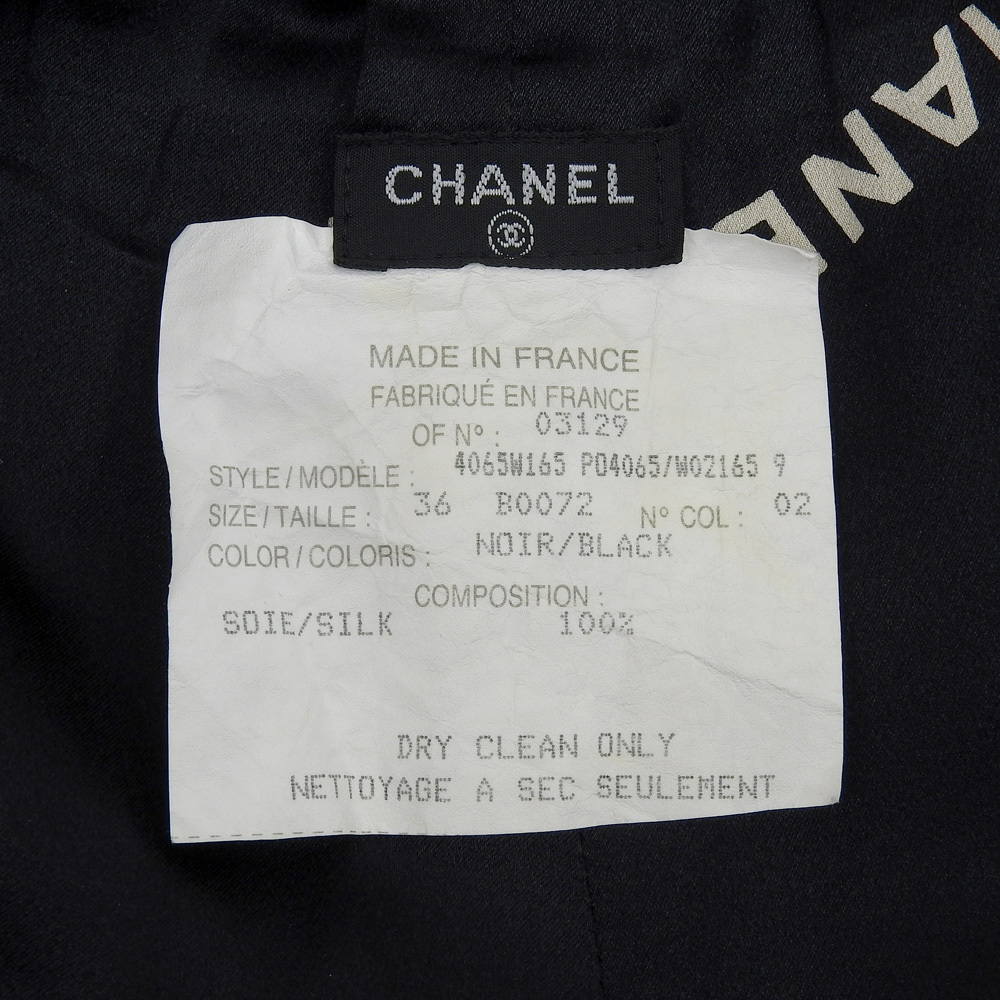 HANE
CHANEL
MADE IN FRANCE
FABRIQUÉ EN FRANCE
OF N° : 03129
STYLE / MODÈLE : 4065W165 P04065/W02165 9
SIZE / TAILLE : 36 B0072 N° COL : 02
COLOR / COLORIS : NOIR/BLACK
COMPOSITION :
SOIE/SILK 100%
DRY CLEAN ONLY
NETTOYAGE A SEC SEULEMENT